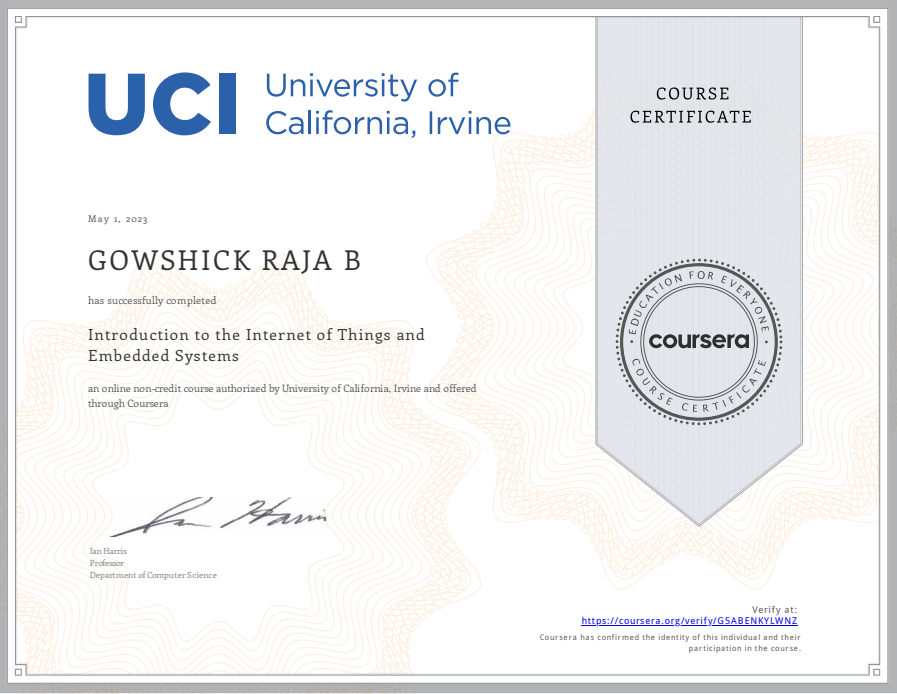 UCI
University of
California, Irvine
COURSE
CERTIFICATE
May 1, 2023
GOWSHICK RAJA B
has successfully completed
Introduction to the Internet of Things and
Embedded Systems
an online non-credit course authorized by University of California, Irvine and offered
through Coursera
EDUCATION FOR EVERYONE
coursera
COURSE CERTIFICATE
Ian Harris
Ian Harris
Professor
Department of Computer Science
Verify at:
https://coursera.org/verify/G5ABENKYLWNZ
Coursera has confirmed the identity of this individual and their
participation in the course.